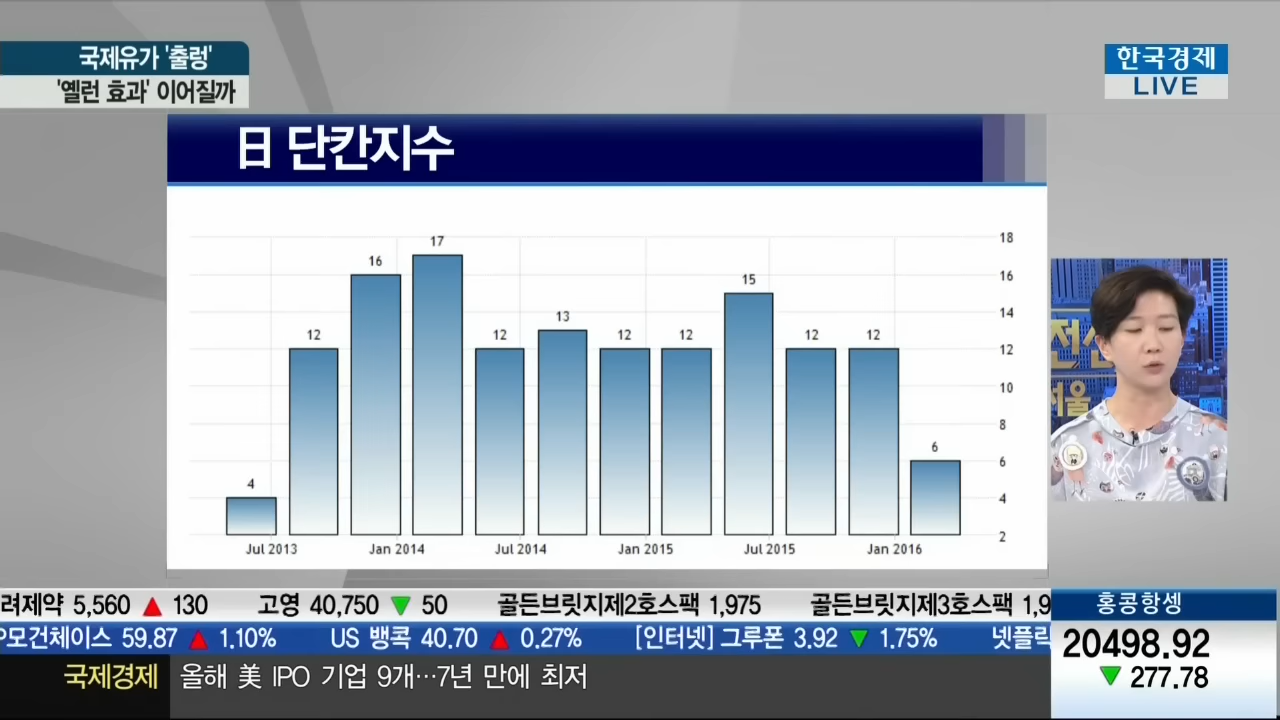 국제유가 '출렁'
'옐런 효과' 이어질까
한국경제
LIVE
日 단칸지수
18
16
14
12
10
8
6
4
2
4
12
16
17
12
13
12
12
15
12
12
6
Jul 2013
Jan 2014
Jul 2014
Jan 2015
Jul 2015
Jan 2016
전
려제약 5,560 ▲ 130 고영 40,750 ▼ 50 골든브릿지제2호스팩 1,975 골든브릿지제3호스팩 1,9
P모건체이스 59.87 ▲ 1.10% US 뱅콕 40.70 ▲ 0.27% [인터넷] 그루폰 3.92 ▼ 1.75% 넷플릭
국제경제 올해 美 IPO 기업 9개…7년 만에 최저
홍콩항셍
20498.92
▼ 277.78